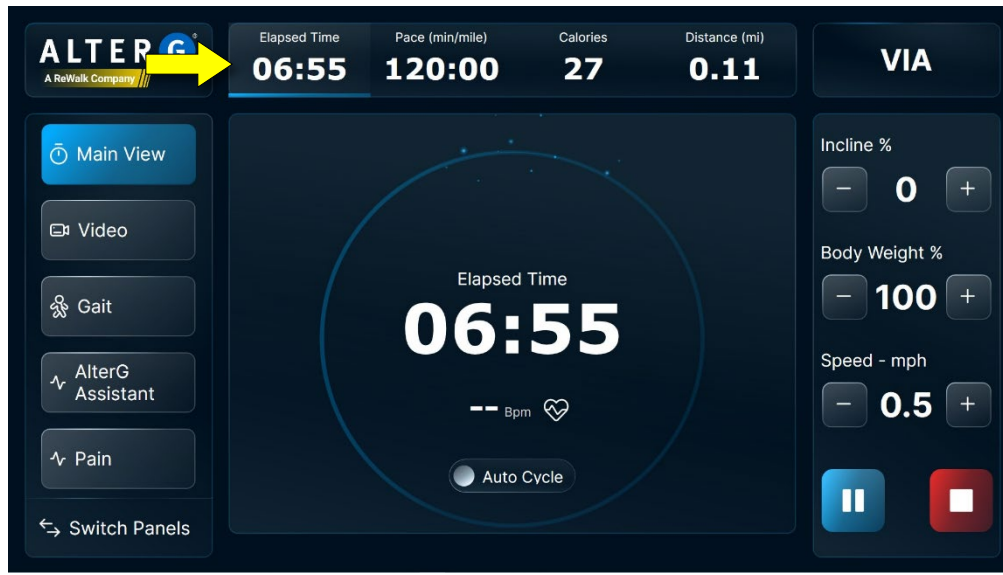 ALTER G
A ReWalk Company
Elapsed Time
06:55
Pace (min/mile)
120:00
Calories
27
Distance (mi)
0.11
VIA
Main View
Video
Gait
AlterG
Assistant
Pain
Switch Panels
Elapsed Time
06:55
-- Bpm
Auto Cycle
Incline %
− 0 +
Body Weight %
− 100 +
Speed - mph
− 0.5 +